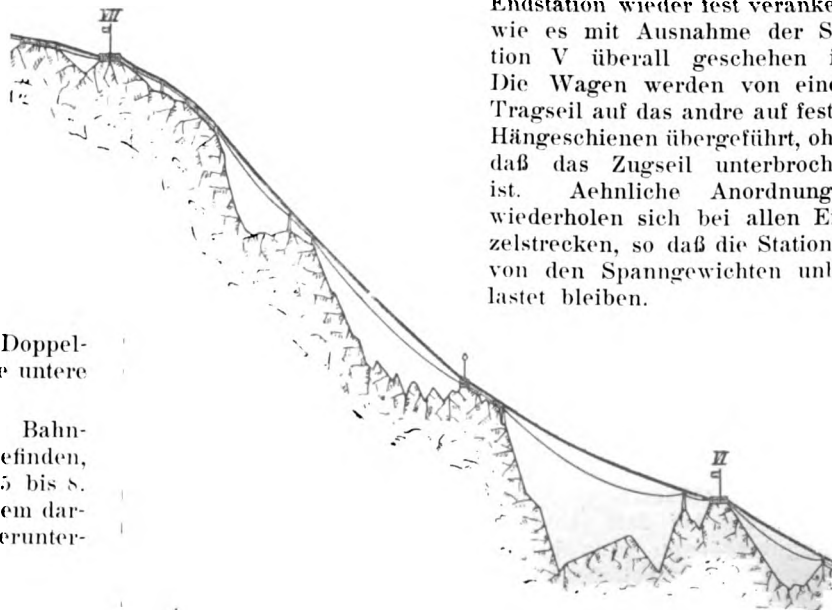 VII
Endstation wieder fest veranke
wie es mit Ausnahme der S
tion V überall geschehen i
Die Wagen werden von eine
Tragseil auf das andre auf fest
Hängeschienen übergeführt, oh
daß das Zugseil unterbroch
ist. Aehnliche Anordnung
wiederholen sich bei allen Ei
zelstrecken, so daß die Station
von den Spanngewichten unb
lastet bleiben.
Doppel-
e untere
Bahn-
efinden,
5 bis 8.
em dar-
erunter-
VI